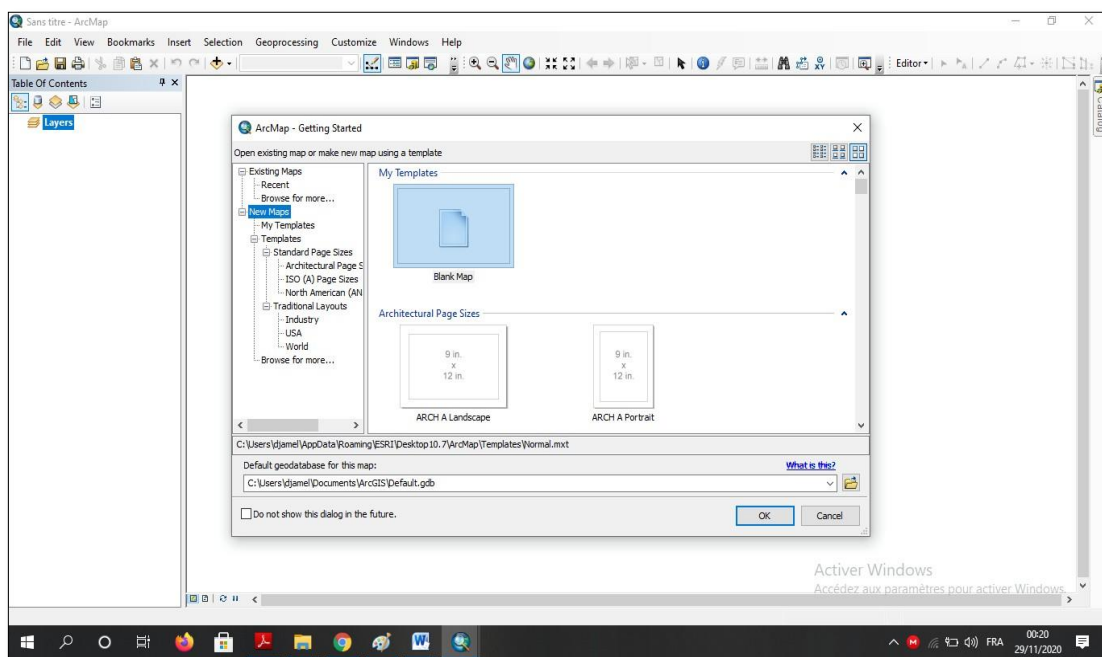 Sans titre - ArcMap
File Edit View Bookmarks Insert Selection Geoprocessing Customize Windows Help
Editor
Table Of Contents
Layers
Catalog
ArcMap - Getting Started
Open existing map or make new map using a template
Existing Maps
Recent
Browse for more...
New Maps
My Templates
Templates
Standard Page Sizes
Architectural Page S
ISO (A) Page Sizes
North American (AN
Traditional Layouts
Industry
USA
World
Browse for more...
My Templates
Blank Map
Architectural Page Sizes
9 in.
x
12 in.
ARCH A Landscape
9 in.
x
12 in.
ARCH A Portrait
C:\Users\djamel\AppData\Roaming\ESRI\Desktop10.7\ArcMap\Templates\Normal.mxt
Default geodatabase for this map:
What is this?
C:\Users\djamel\Documents\ArcGIS\Default.gdb
Do not show this dialog in the future.
OK
Cancel
Activer Windows
Accédez aux paramètres pour activer Windows.
FRA
00:20
29/11/2020